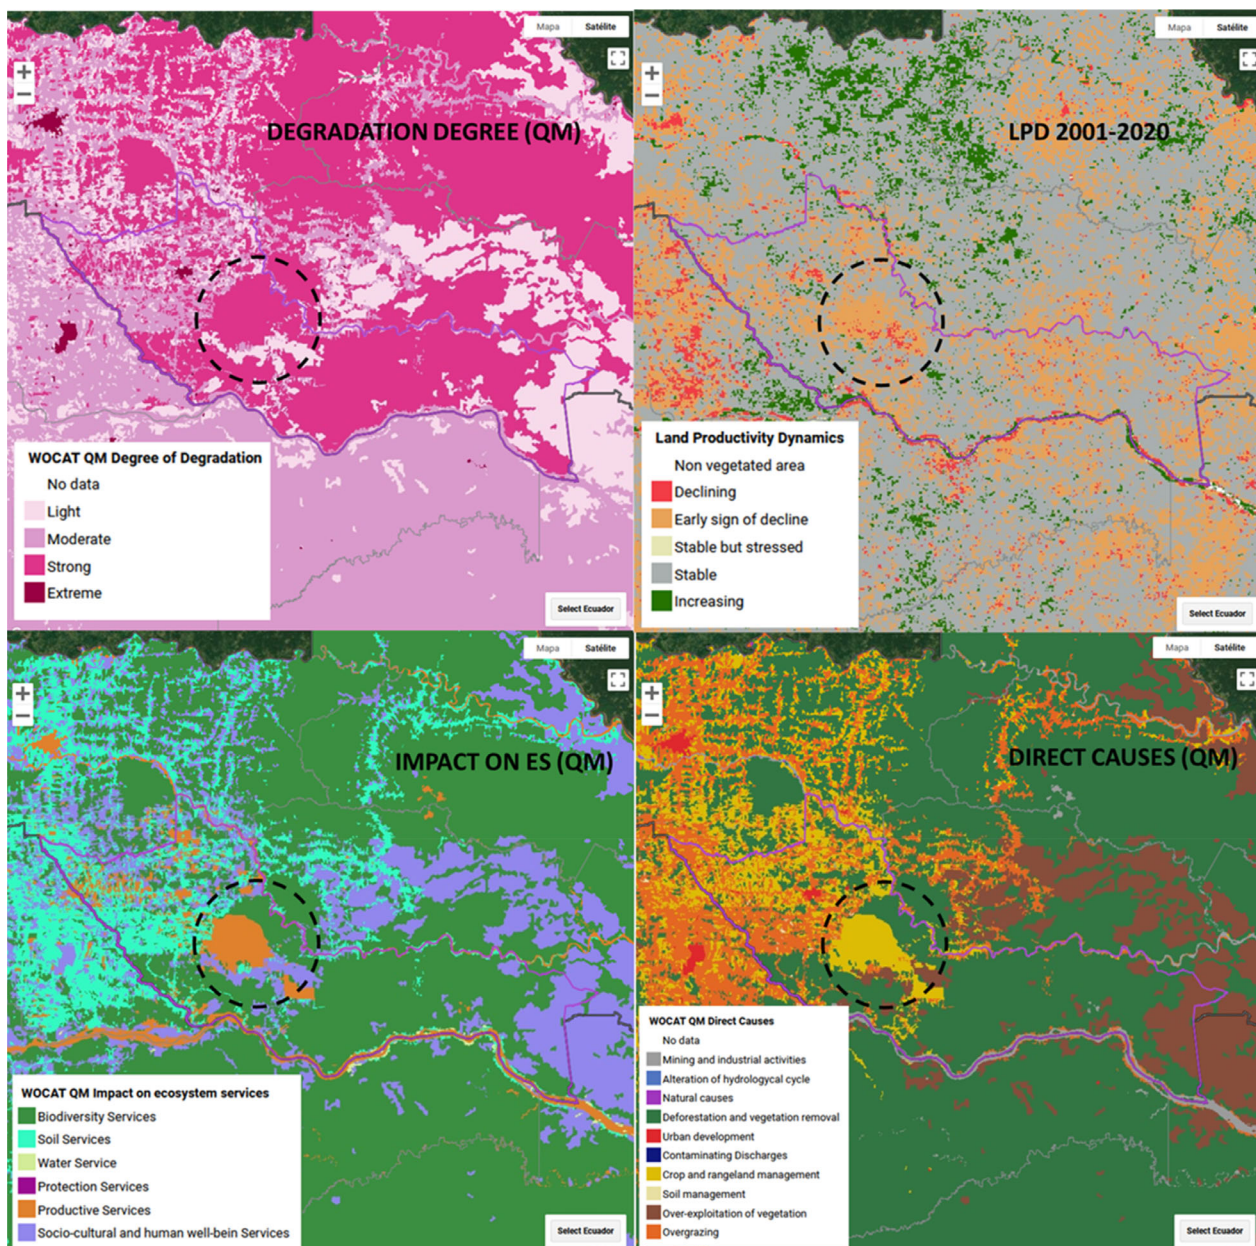 Mapa Satélite
+
−
DEGRADATION DEGREE (QM)
WOCAT QM Degree of Degradation
No data
Light
Moderate
Strong
Extreme
Select Ecuador
Mapa Satélite
+
−
LPD 2001-2020
Land Productivity Dynamics
Non vegetated area
Declining
Early sign of decline
Stable but stressed
Stable
Increasing
Select Ecuador
Mapa Satélite
+
−
IMPACT ON ES (QM)
WOCAT QM Impact on ecosystem services
Biodiversity Services
Soil Services
Water Service
Protection Services
Productive Services
Socio-cultural and human well-bein Services
Select Ecuador
Mapa Satélite
+
−
DIRECT CAUSES (QM)
WOCAT QM Direct Causes
No data
Mining and industrial activities
Alteration of hydrologycal cycle
Natural causes
Deforestation and vegetation removal
Urban development
Contaminating Discharges
Crop and rangeland management
Soil management
Over-exploitation of vegetation
Overgrazing
Select Ecuador